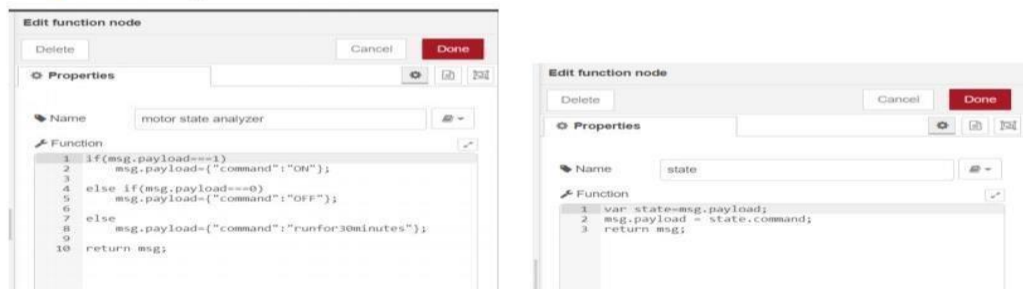 Edit function node
Delete
Cancel
Done
Properties
Name
motor state analyzer
Function
1 if(msg.payload===1)
2 msg.payload={"command":"ON"};
3
4 else if(msg.payload===0)
5 msg.payload={"command":"OFF"};
6
7 else
8 msg.payload={"command":"runfor30minutes"};
9
10 return msg;
Edit function node
Delete
Cancel
Done
Properties
Name
state
Function
1 var state=msg.payload;
2 msg.payload = state.command;
3 return msg;